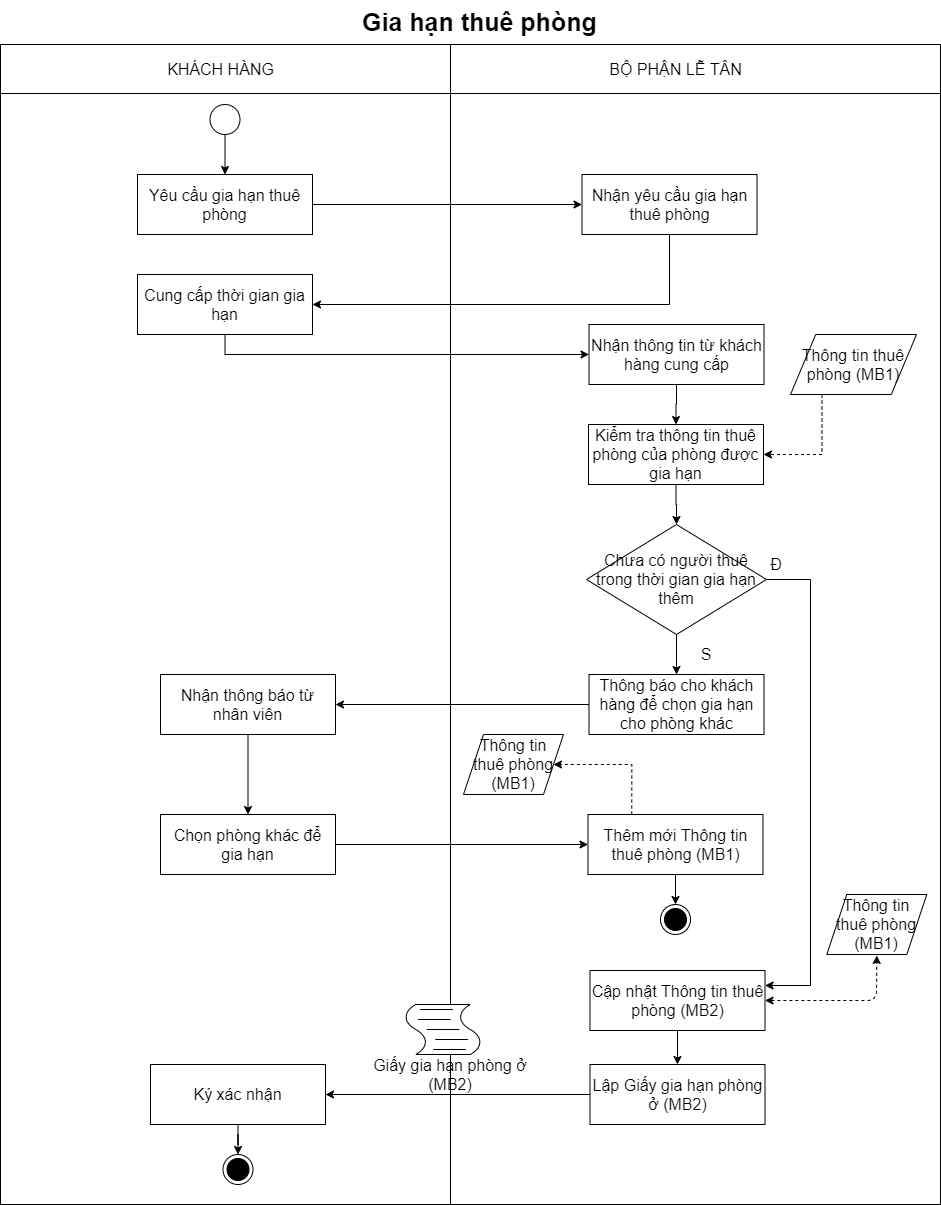 Gia hạn thuê phòng
KHÁCH HÀNG
BỘ PHẬN LỄ TÂN
Yêu cầu gia hạn thuê
phòng
Nhận yêu cầu gia hạn
thuê phòng
Cung cấp thời gian gia
hạn
Nhận thông tin từ khách
hàng cung cấp
Thông tin thuê
phòng (MB1)
Kiểm tra thông tin thuê
phòng của phòng được
gia hạn
Chưa có người thuê
trong thời gian gia hạn
thêm
Đ
S
Thông báo cho khách
hàng để chọn gia hạn
cho phòng khác
Nhận thông báo từ
nhân viên
Thông tin
thuê phòng
(MB1)
Chọn phòng khác để
gia hạn
Thêm mới Thông tin
thuê phòng (MB1)
Thông tin
thuê phòng
(MB1)
Cập nhật Thông tin thuê
phòng (MB2)
Giấy gia hạn phòng ở
(MB2)
Lập Giấy gia hạn phòng
ở (MB2)
Ký xác nhận